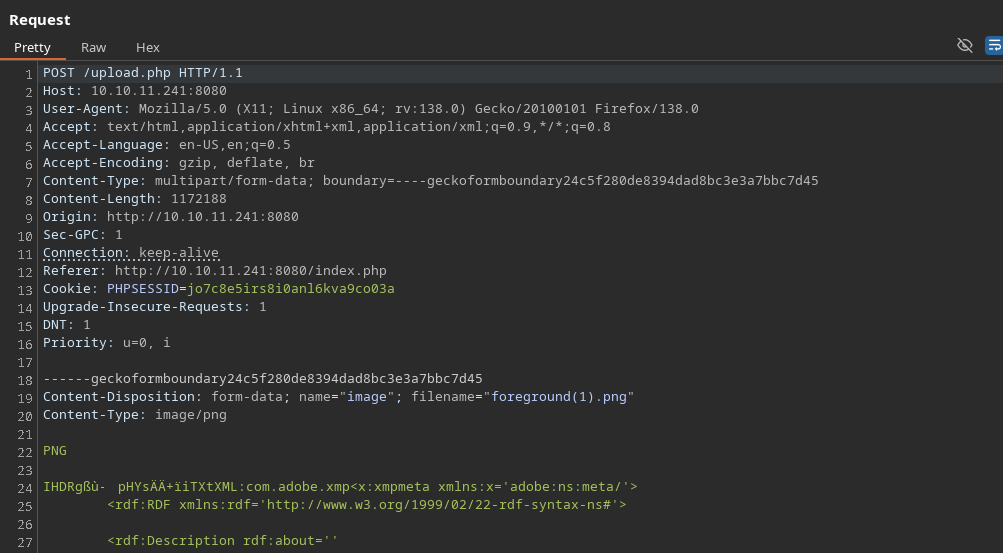 Request
Pretty Raw Hex
1 POST /upload.php HTTP/1.1
2 Host: 10.10.11.241:8080
3 User-Agent: Mozilla/5.0 (X11; Linux x86_64; rv:138.0) Gecko/20100101 Firefox/138.0
4 Accept: text/html,application/xhtml+xml,application/xml;q=0.9,*/*;q=0.8
5 Accept-Language: en-US,en;q=0.5
6 Accept-Encoding: gzip, deflate, br
7 Content-Type: multipart/form-data; boundary=----geckoformboundary24c5f280de8394dad8bc3e3a7bbc7d45
8 Content-Length: 1172188
9 Origin: http://10.10.11.241:8080
10 Sec-GPC: 1
11 Connection: keep-alive
12 Referer: http://10.10.11.241:8080/index.php
13 Cookie: PHPSESSID=jo7c8e5irs8i0anl6kva9co03a
14 Upgrade-Insecure-Requests: 1
15 DNT: 1
16 Priority: u=0, i
17
18 ------geckoformboundary24c5f280de8394dad8bc3e3a7bbc7d45
19 Content-Disposition: form-data; name="image"; filename="foreground(1).png"
20 Content-Type: image/png
21
22 PNG
23
24 IHDRgßù- pHYsÄÄ+ïiTXtXML:com.adobe.xmp<x:xmpmeta xmlns:x='adobe:ns:meta/'>
25 <rdf:RDF xmlns:rdf='http://www.w3.org/1999/02/22-rdf-syntax-ns#'>
26
27 <rdf:Description rdf:about=''